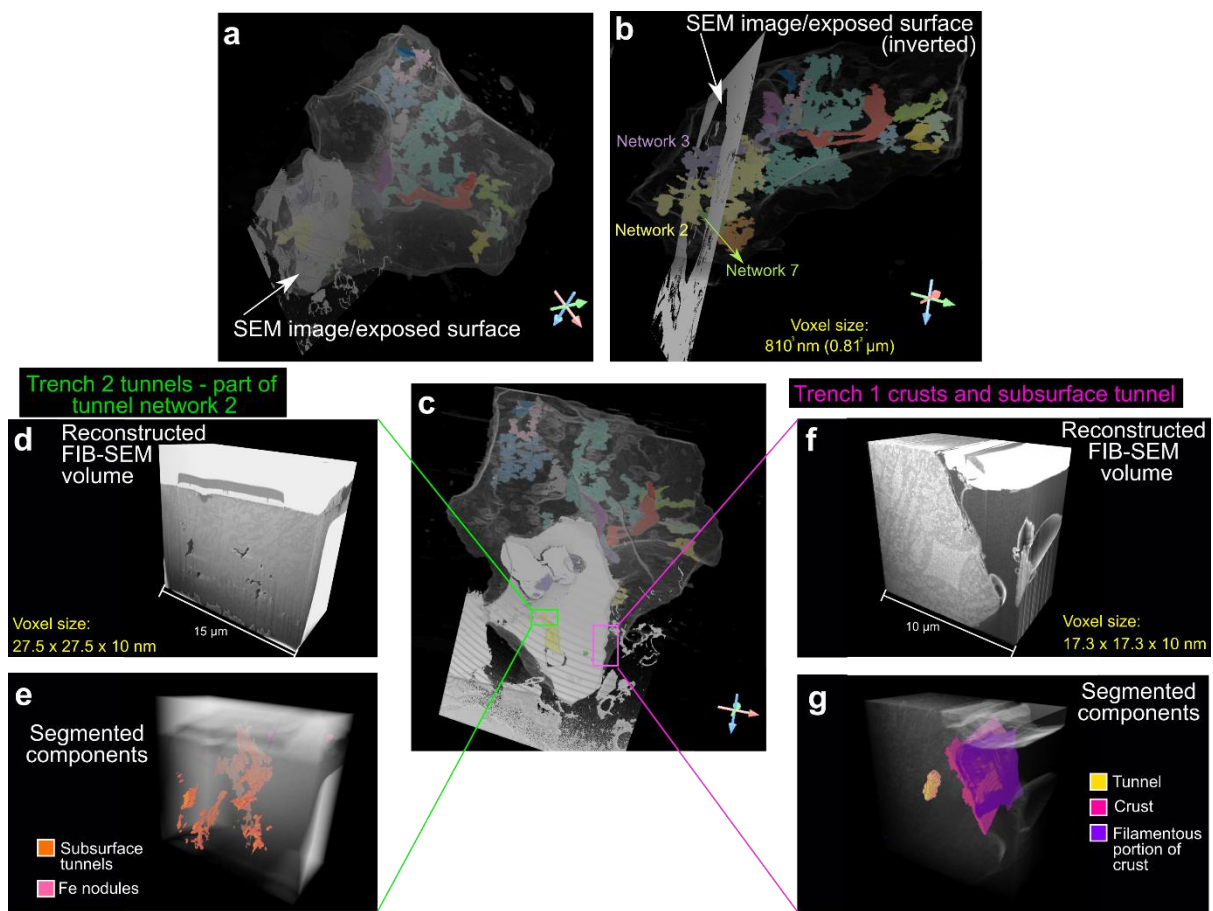 a
SEM image/exposed surface
b
SEM image/exposed surface
(inverted)
Network 3
Network 2
Network 7
Voxel size:
810³ nm (0.81³ µm)
Trench 2 tunnels - part of
tunnel network 2
d
Reconstructed
FIB-SEM
volume
Voxel size:
27.5 x 27.5 x 10 nm
15 µm
c
Trench 1 crusts and subsurface tunnel
f
Reconstructed
FIB-SEM
volume
Voxel size:
17.3 x 17.3 x 10 nm
10 µm
e
Segmented
components
Subsurface
tunnels
Fe nodules
g
Segmented
components
Tunnel
Crust
Filamentous
portion of
crust